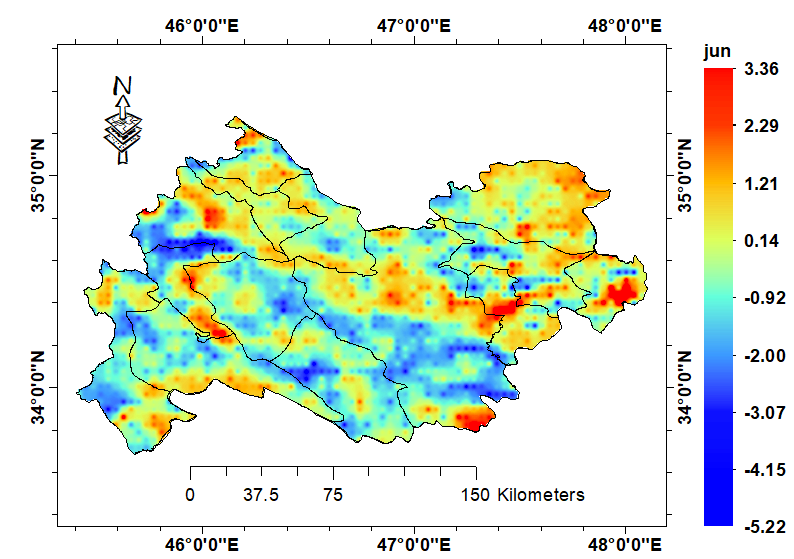 46°0'0"E 47°0'0"E 48°0'0"E
jun
N
3.36
2.29
1.21
0.14
-0.92
-2.00
-3.07
-4.15
-5.22
35°0'0"N
35°0'0"N
34°0'0"N
34°0'0"N
0 37.5 75 150 Kilometers
46°0'0"E 47°0'0"E 48°0'0"E